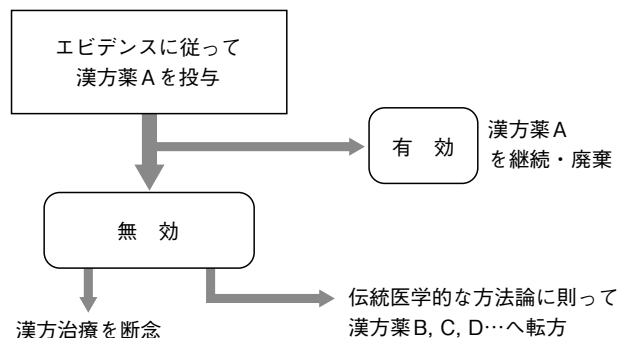 エビデンスに従って
漢方薬Aを投与
有 効
漢方薬A
を継続・廃棄
無 効
漢方治療を断念
伝統医学的な方法論に則って
漢方薬B, C, D…へ転方